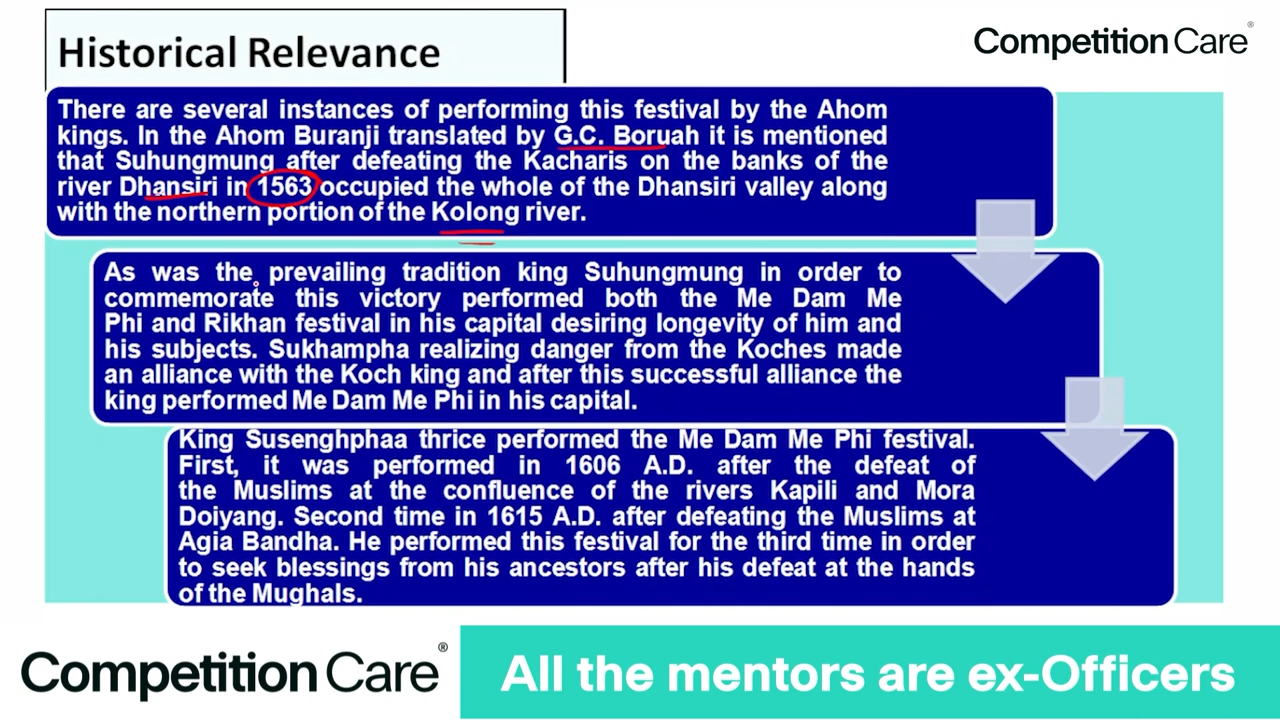 Historical Relevance
Competition Care®
There are several instances of performing this festival by the Ahom
kings. In the Ahom Buranji translated by G.C. Boruah it is mentioned
that Suhungmung after defeating the Kacharis on the banks of the
river Dhansiri in 1563 occupied the whole of the Dhansiri valley along
with the northern portion of the Kolong river.
As was the prevailing tradition king Suhungmung in order to
commemorate this victory performed both the Me Dam Me
Phi and Rikhan festival in his capital desiring longevity of him and
his subjects. Sukhampha realizing danger from the Koches made
an alliance with the Koch king and after this successful alliance the
king performed Me Dam Me Phi in his capital.
King Susenghphaa thrice performed the Me Dam Me Phi festival.
First, it was performed in 1606 A.D. after the defeat of
the Muslims at the confluence of the rivers Kapili and Mora
Doiyang. Second time in 1615 A.D. after defeating the Muslims at
Agia Bandha. He performed this festival for the third time in order
to seek blessings from his ancestors after his defeat at the hands
of the Mughals.
Competition Care®
All the mentors are ex-Officers